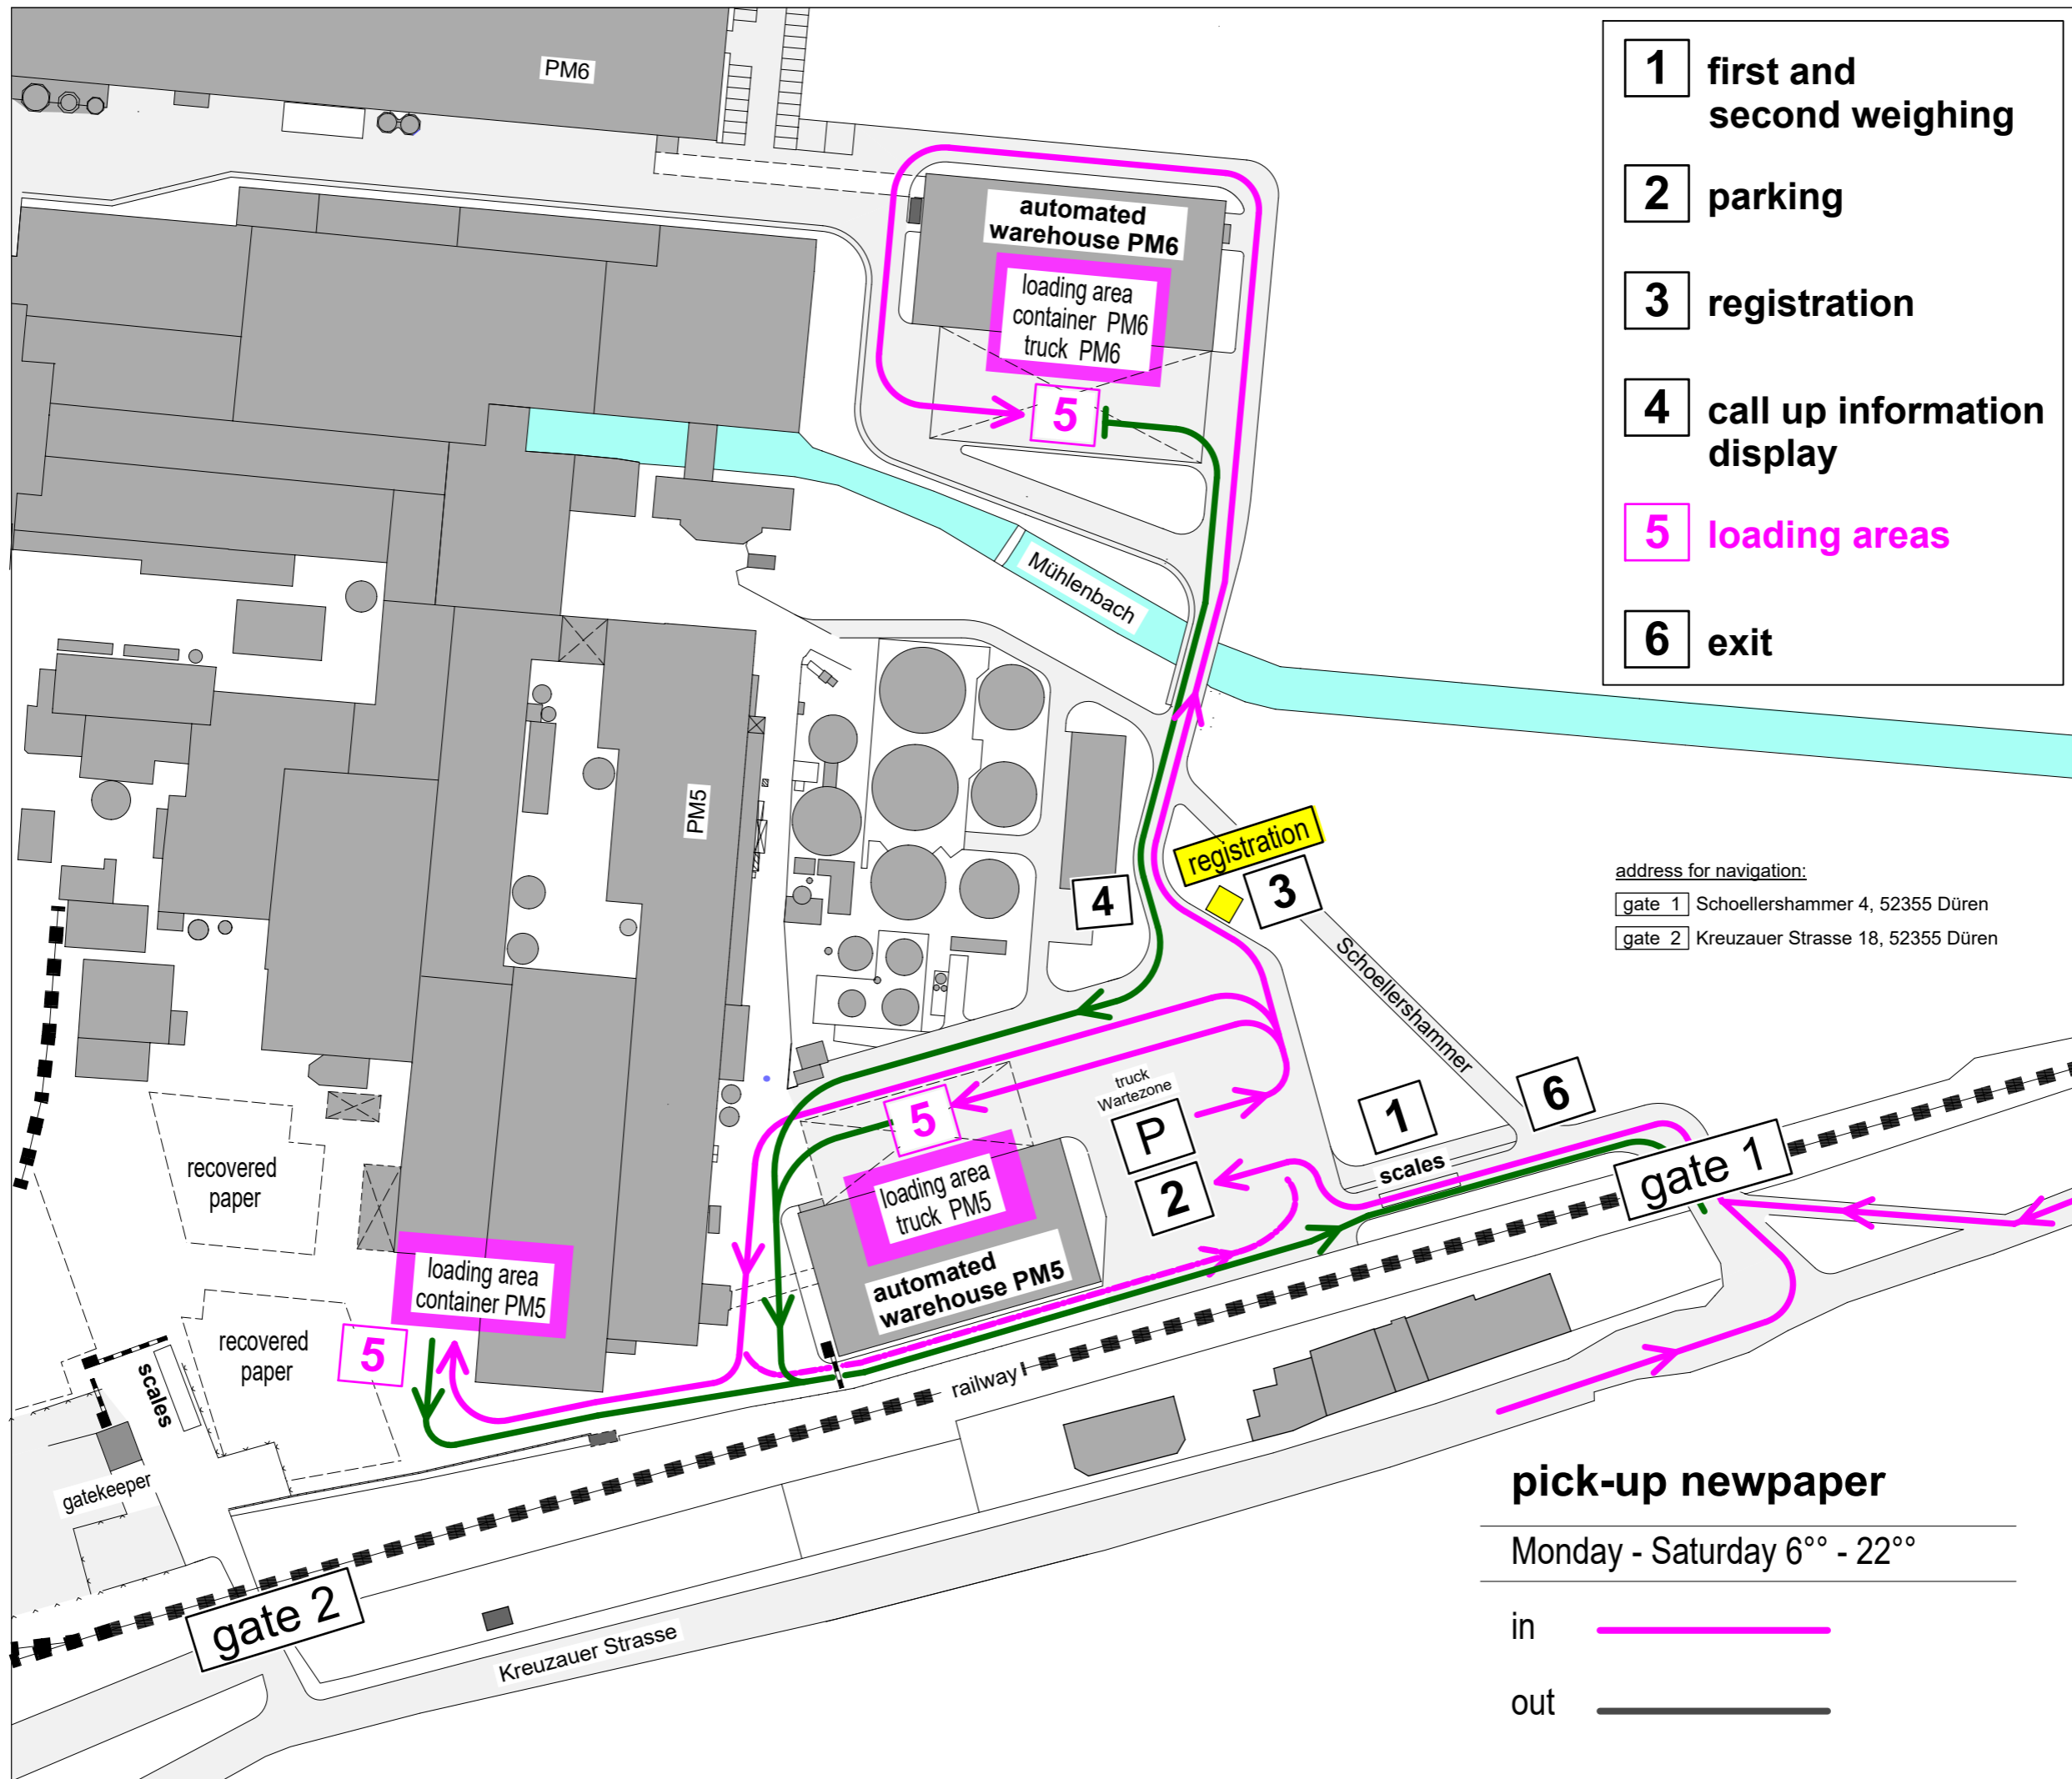 PM6
1 first and
second weighing
2 parking
3 registration
4 call up information
display
5 loading areas
6 exit
automated
warehouse PM6
loading area
container PM6
truck PM6
5
Mühlenbach
PM5
registration
3
4
address for navigation:
gate 1 Schoellershammer 4, 52355 Düren
gate 2 Kreuzauer Strasse 18, 52355 Düren
Schoellershammer
truck
Wartezone
P
2
1
6
scales
gate 1
5
loading area
truck PM5
automated
warehouse PM5
recovered
paper
loading area
container PM5
5
recovered
paper
scales
gatekeeper
railway
gate 2
Kreuzauer Strasse
pick-up newpaper
Monday - Saturday 6°° - 22°°
in
out